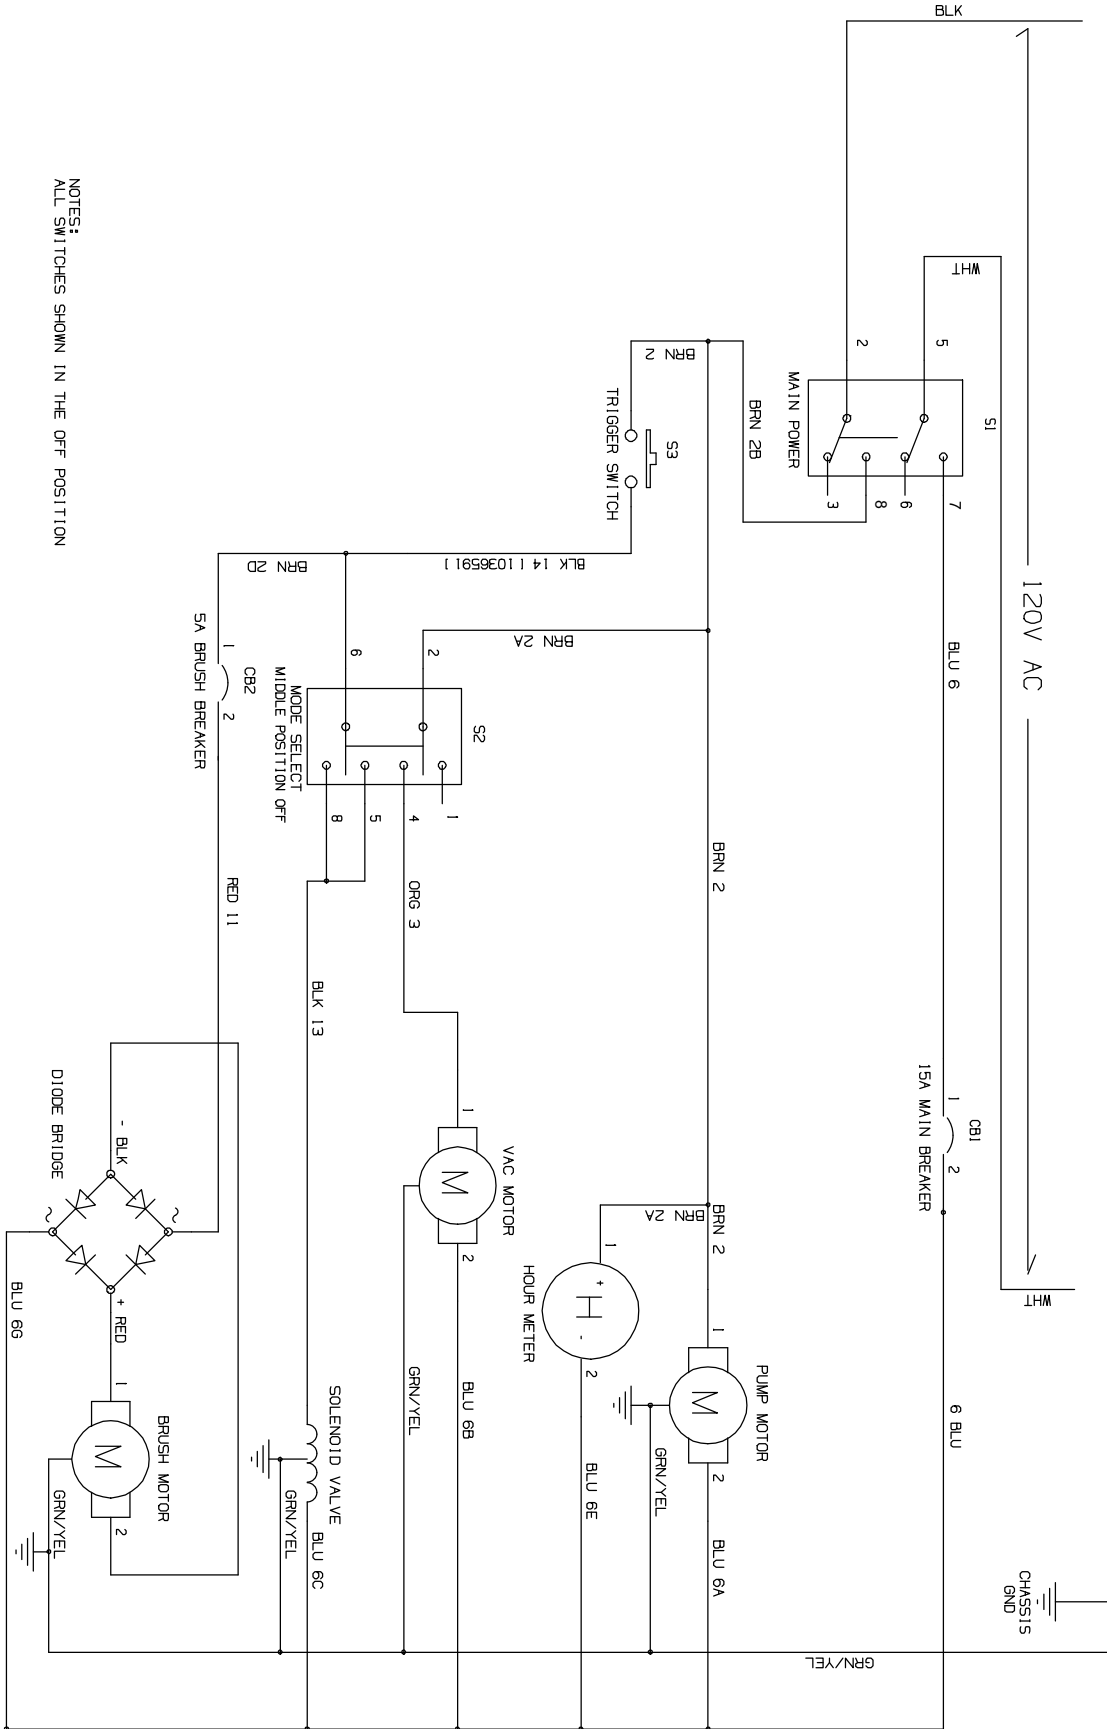 BLK
120V AC
WHT
WHT
CHASSIS
GND
GRN/YEL
S1
5
2
MAIN POWER
7
6
8
3
BLU 6
CB1
1
2
15A MAIN BREAKER
6 BLU
BRN 2B
BRN 2
S3
TRIGGER SWITCH
BLK 14 [103659]
BRN 2D
BRN 2A
BRN 2
BRN 2
1
PUMP MOTOR
M
2
BLU 6A
GRN/YEL
BRN 2A
1
+ H -
HOUR METER
2
BLU 6E
S2
2
6
MODE SELECT
MIDDLE POSITION OFF
1
4
5
8
ORG 3
1
VAC MOTOR
M
2
BLU 6B
GRN/YEL
BLK 13
SOLENOID VALVE
BLU 6C
GRN/YEL
CB2
1
2
5A BRUSH BREAKER
RED 11
DIODE BRIDGE
- BLK
~
~
+ RED
1
BRUSH MOTOR
M
2
GRN/YEL
BLU 6G
NOTES:
ALL SWITCHES SHOWN IN THE OFF POSITION